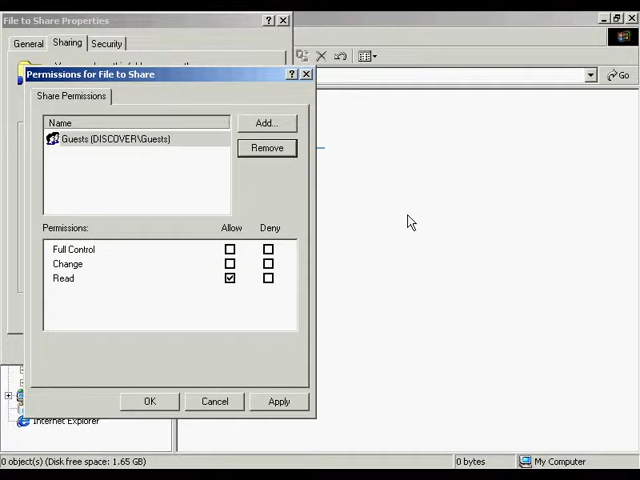 File to Share Properties
General
Sharing
Security
Go
Permissions for File to Share
Share Permissions
Name
Add...
Guests (DISCOVER\Guests)
Remove
Permissions:
Allow
Deny
Full Control
Change
Read
OK
Cancel
Apply
Internet Explorer
0 object(s) (Disk free space: 1.65 GB)
0 bytes
My Computer